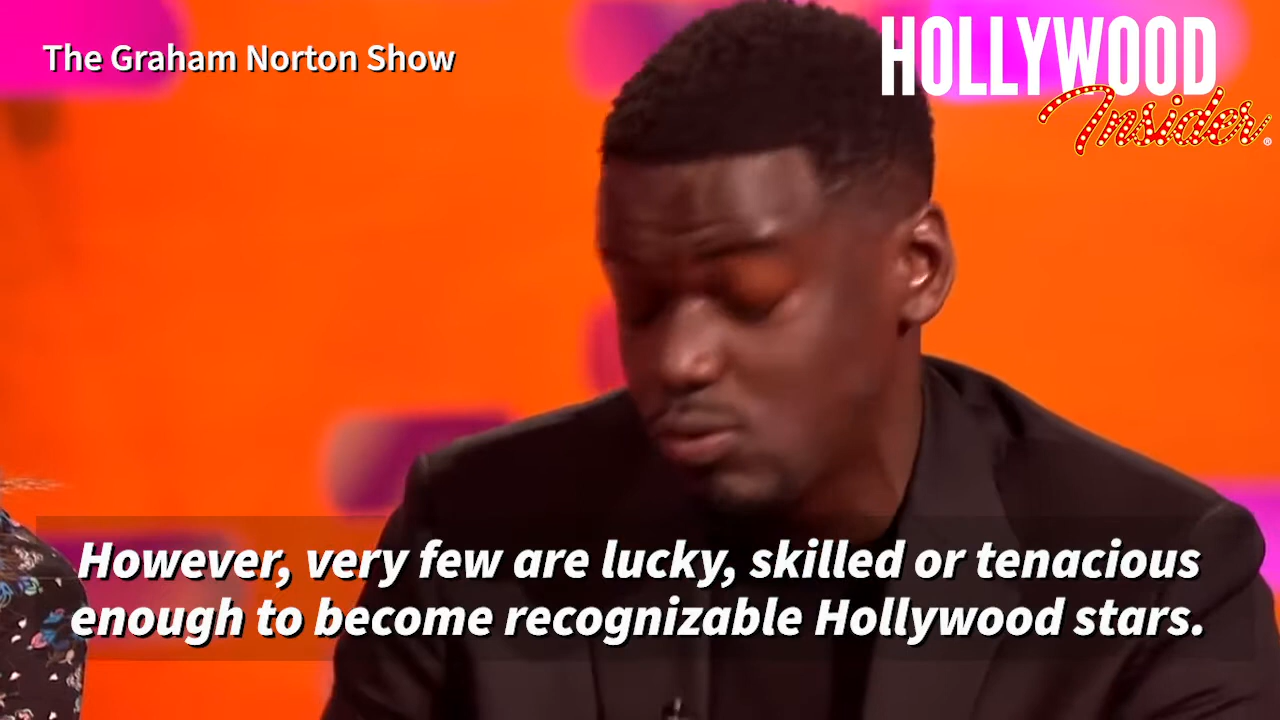 The Graham Norton Show
HOLLYWOOD
Insider®
However, very few are lucky, skilled or tenacious
enough to become recognizable Hollywood stars.